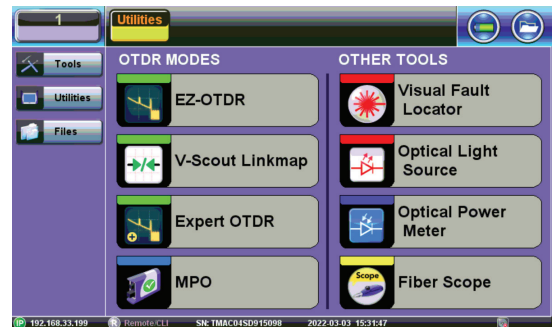 1
Utilities
Tools
Utilities
Files
OTDR MODES
EZ-OTDR
V-Scout Linkmap
Expert OTDR
MPO
OTHER TOOLS
Visual Fault
Locator
Optical Light
Source
Optical Power
Meter
Scope
Fiber Scope
IP 192.168.33.199 R Remote/CLI SN: TMAC04SD915098 2022-03-03 15:31:47